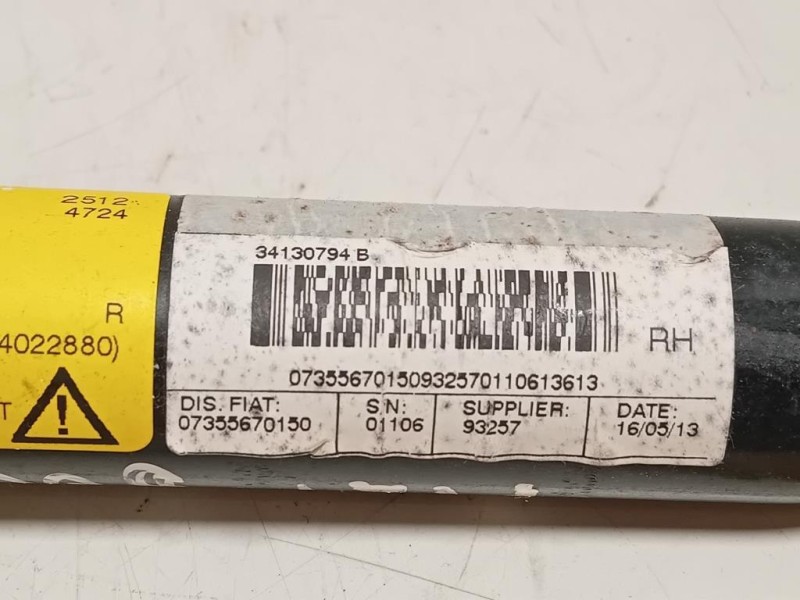 2512
4724
R
4022880)
T
34130794 B
RH
07355670150932570110613613
DIS. FIAT:
07355670150
S.N:
01106
SUPPLIER:
93257
DATE:
16/05/13